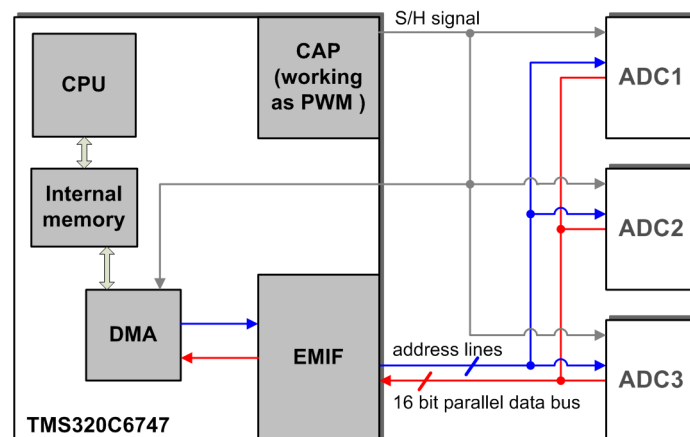 S/H signal
CPU
CAP
(working
as PWM )
ADC1
Internal
memory
ADC2
DMA
EMIF
address lines
ADC3
16 bit parallel data bus
TMS320C6747